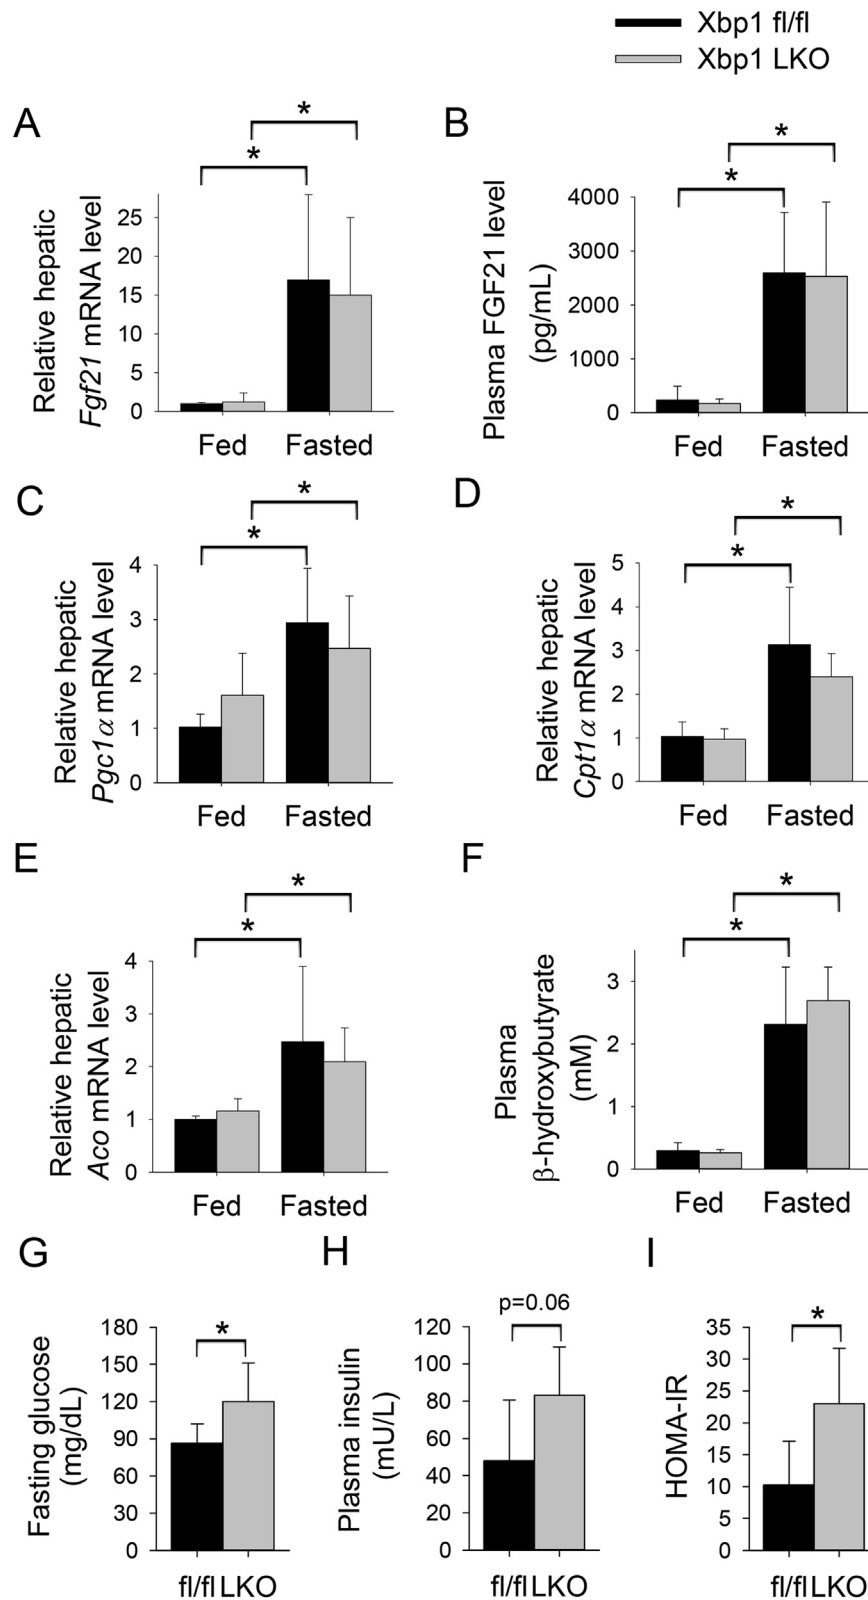 Xbp1 fl/fl
Xbp1 LKO
A
*
*
Relative hepatic
Fgf21 mRNA level
25
20
15
10
5
0
Fed
Fasted
B
*
*
Plasma FGF21 level
(pg/mL)
4000
3000
2000
1000
0
Fed
Fasted
C
*
*
Relative hepatic
Pgc1α mRNA level
4
3
2
1
0
Fed
Fasted
D
*
*
Relative hepatic
Cpt1α mRNA level
5
4
3
2
1
0
Fed
Fasted
E
*
*
Relative hepatic
Aco mRNA level
4
3
2
1
0
Fed
Fasted
F
*
*
Plasma
β-hydroxybutyrate
(mM)
3
2
1
0
Fed
Fasted
G
*
Fasting glucose
(mg/dL)
180
150
120
90
60
30
0
fl/fl LKO
H
p=0.06
Plasma insulin
(mU/L)
120
100
80
60
40
20
0
fl/fl LKO
I
*
HOMA-IR
35
30
25
20
15
10
5
0
fl/fl LKO